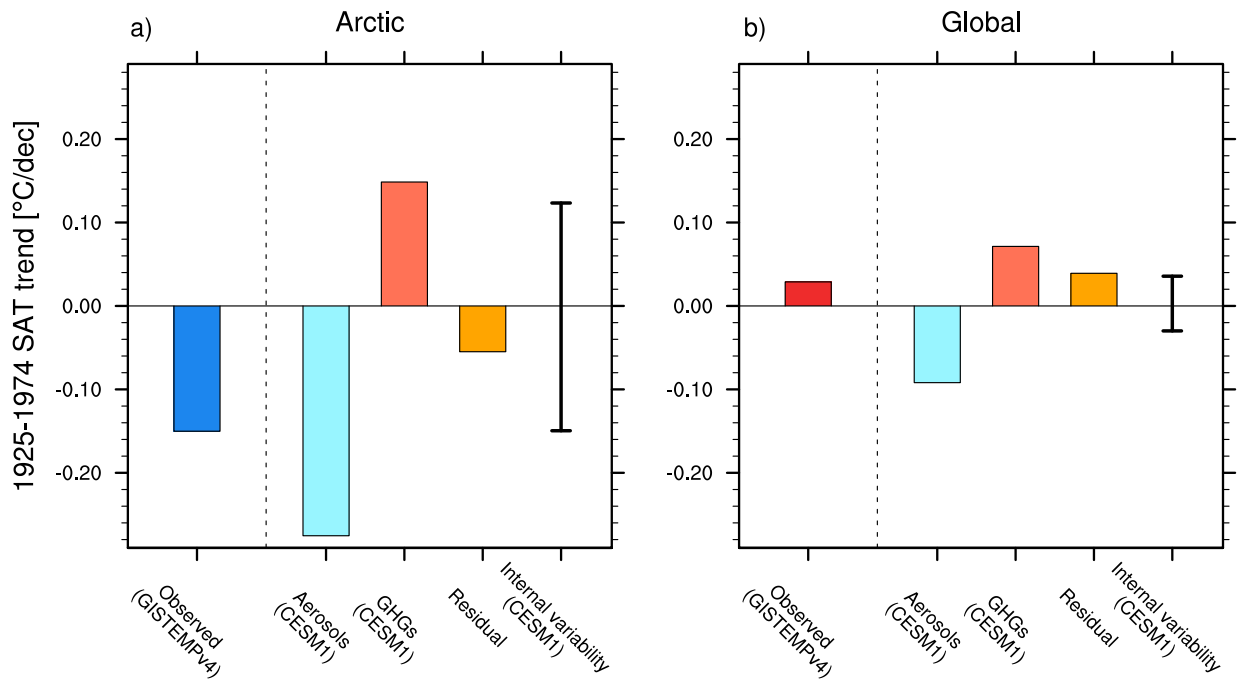 a)
Arctic
b)
Global
1925-1974 SAT trend [°C/dec]
0.20
0.10
0.00
-0.10
-0.20
0.20
0.10
0.00
-0.10
-0.20
Observed
(GISTEMPv4)
Aerosols
(CESM1)
GHGs
(CESM1)
Residual
Internal variability
(CESM1)
Observed
(GISTEMPv4)
Aerosols
(CESM1)
GHGs
(CESM1)
Residual
Internal variability
(CESM1)